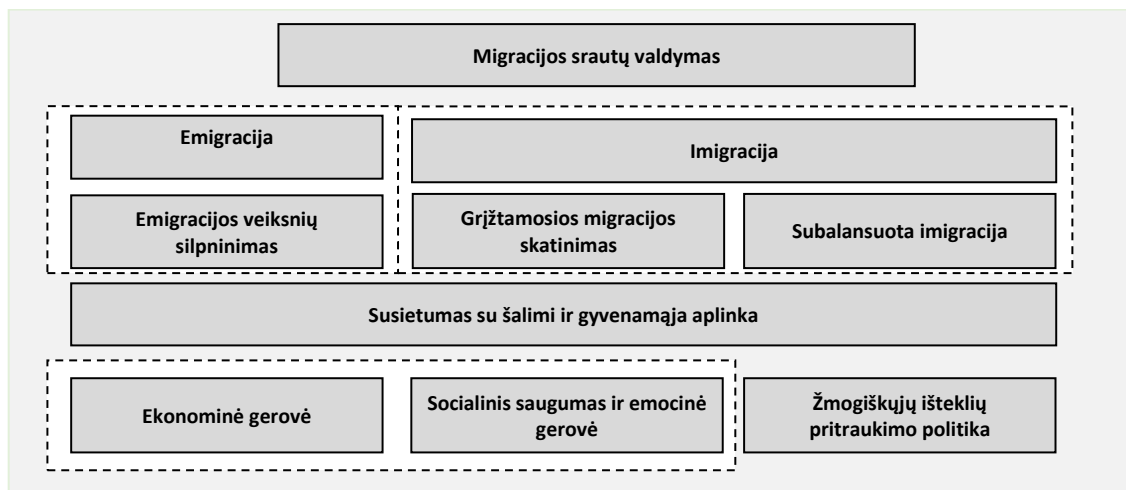 Migracijos srautų valdymas
Emigracija
Imigracija
Emigracijos veiksnių
silpninimas
Grįžtamosios migracijos
skatinimas
Subalansuota imigracija
Susietumas su šalimi ir gyvenamąja aplinka
Ekonominė gerovė
Socialinis saugumas ir emocinė
gerovė
Žmogiškųjų išteklių
pritraukimo politika